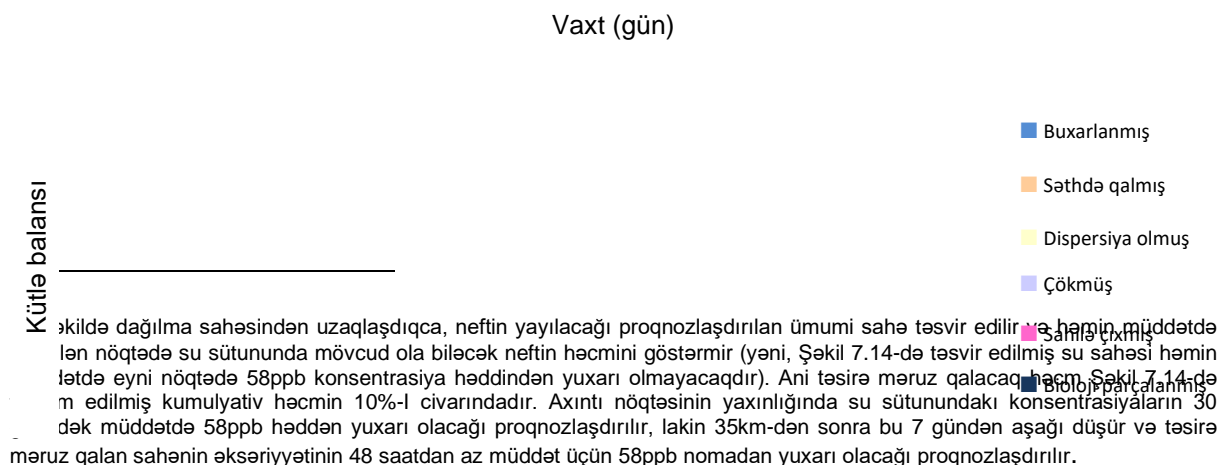 Vaxt (gün)
Kütlə balansı
Buxarlanmış
Səthdə qalmış
Dispersiya olmuş
Çökmüş
Sahilə çıxmış
Bioloji parçalanmış
dağılma sahəsindən uzaqlaşdıqca, neftin yayılacağı proqnozlaşdırılan ümumi sahə təsvir edilir və həmin müddətdə
nöqtədə su sütununda mövcud ola biləcək neftin həcmini göstərmir (yəni, Şəkil 7.14-də təsvir edilmiş su sahəsi həmin
eyni nöqtədə 58ppb konsentrasiya həddindən yuxarı olmayacaqdır). Ani təsirə məruz qalacaq həcm Şəkil 7.14-də
edilmiş kumulyativ həcmin 10%-I civarındadır. Axıntı nöqtəsinin yaxınlığında su sütunundakı konsentrasiyaların 30
müddətdə 58ppb həddən yuxarı olacağı proqnozlaşdırılır, lakin 35km-dən sonra bu 7 gündən aşağı düşür və təsirə
məruz qalan sahənin əksəriyyətinin 48 saatdan az müddət üçün 58ppb nomadan yuxarı olacağı proqnozlaşdırılır.